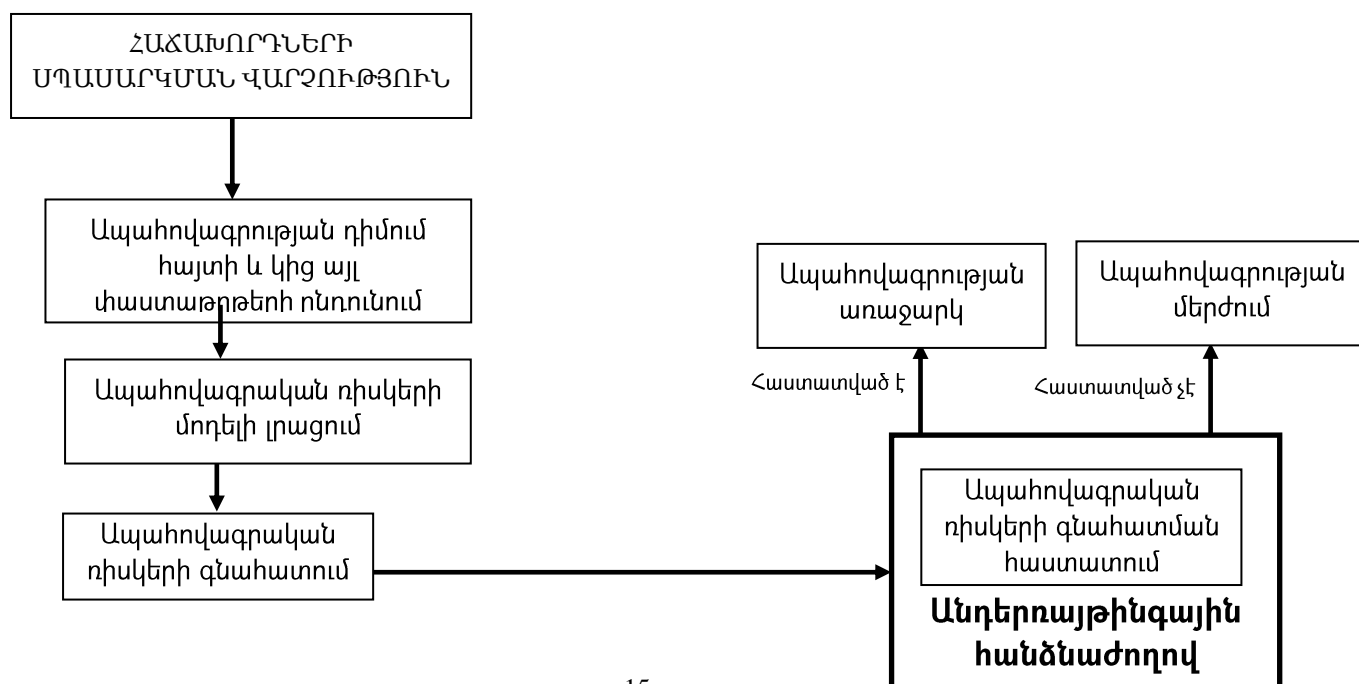 ՀԱՃԱԽՈՐԴՆԵՐԻ
ՍՊԱՍԱՐԿՄԱՆ ՎԱՐՉՈՒԹՅՈՒՆ
Ապահովագրության դիմում
հայտի և կից այլ
փաստաթղթերի ընդունում
Ապահովագրական ռիսկերի
մոդելի լրացում
Ապահովագրական
ռիսկերի գնահատում
Ապահովագրության
առաջարկ
Ապահովագրության
մերժում
Հաստատված է
Հաստատված չէ
Ապահովագրական
ռիսկերի գնահատման
հաստատում
Անդերռայթինգային
հանձնաժողով
15